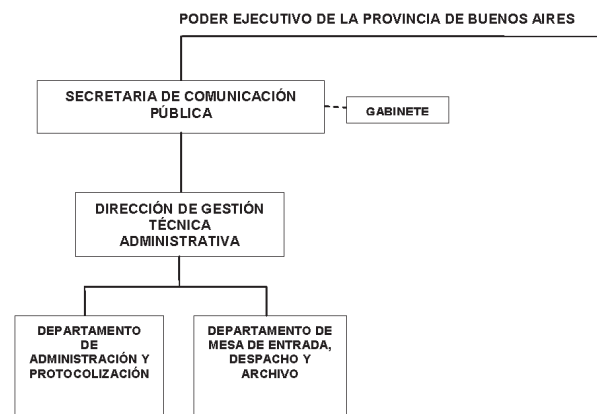 PODER EJECUTIVO DE LA PROVINCIA DE BUENOS AIRES
SECRETARIA DE COMUNICACIÓN
PÚBLICA
GABINETE
DIRECCIÓN DE GESTIÓN
TÉCNICA
ADMINISTRATIVA
DEPARTAMENTO
DE
ADMINISTRACIÓN Y
PROTOCOLIZACIÓN
DEPARTAMENTO DE
MESA DE ENTRADA,
DESPACHO Y
ARCHIVO